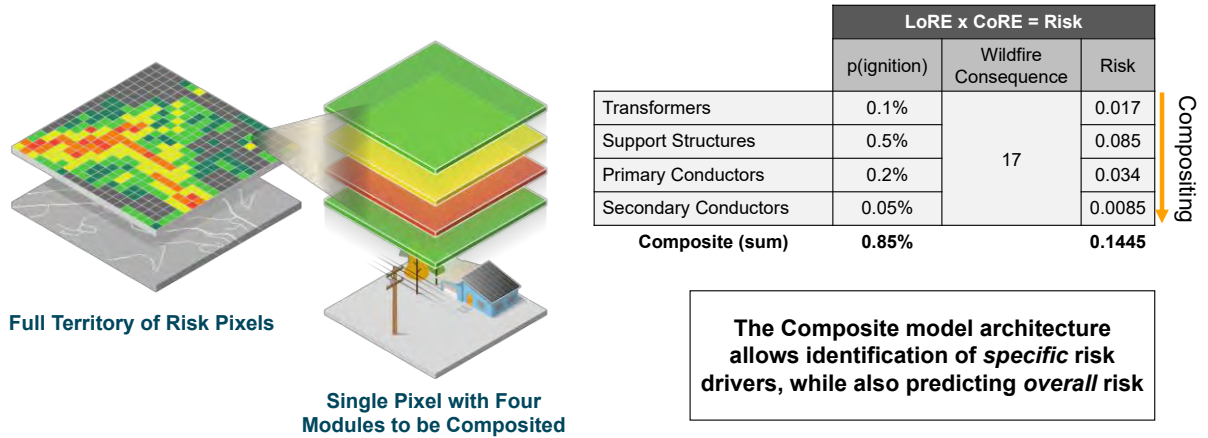 LoRE x CoRE = Risk
p(ignition)
Wildfire
Consequence
Risk
Transformers
0.1%
17
0.017
Support Structures
0.5%
0.085
Primary Conductors
0.2%
0.034
Secondary Conductors
0.05%
0.0085
Composite (sum)
0.85%
0.1445
Compositing
Full Territory of Risk Pixels
Single Pixel with Four
Modules to be Composited
The Composite model architecture
allows identification of specific risk
drivers, while also predicting overall risk